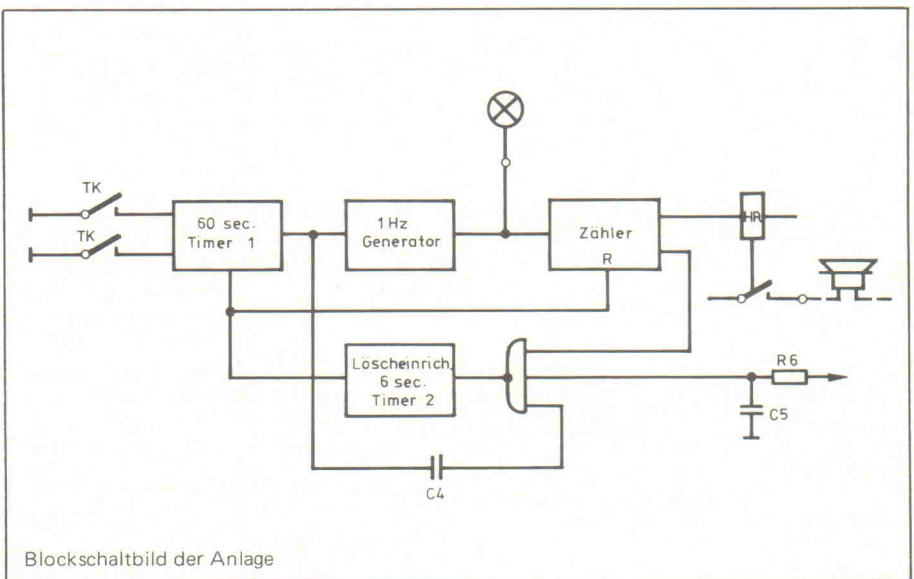 TK
TK
60 sec.
Timer 1
1 Hz
Generator
Zähler
R
HR
Löscheinrich.
6 sec.
Timer 2
R6
C5
C4
Blockschaltbild der Anlage